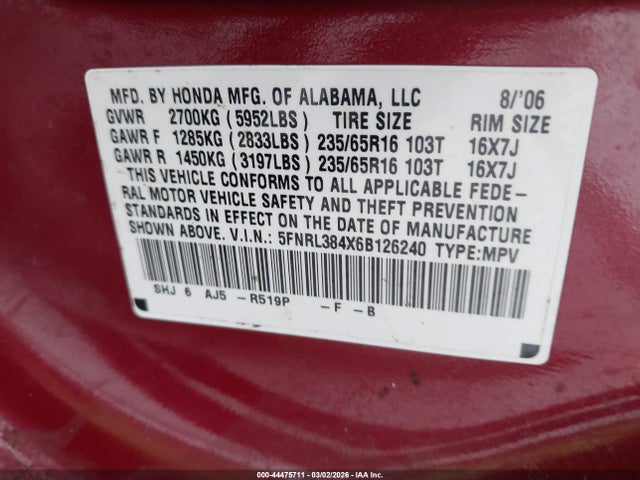 MFD. BY HONDA MFG. OF ALABAMA, LLC 8/'06
GVWR 2700KG (5952LBS) TIRE SIZE RIM SIZE
GAWR F 1285KG (2833LBS) 235/65R16 103T 16X7J
GAWR R 1450KG (3197LBS) 235/65R16 103T 16X7J
THIS VEHICLE CONFORMS TO ALL APPLICABLE FEDE-
RAL MOTOR VEHICLE SAFETY AND THEFT PREVENTION
STANDARDS IN EFFECT ON THE DATE OF MANUFACTURE
SHOWN ABOVE. V.I.N.: 5FNRL384X6B126240 TYPE:MPV
SHJ 6 AJ5 - R519P - F - B
000-44475711 - 03/02/2026 - IAA Inc.